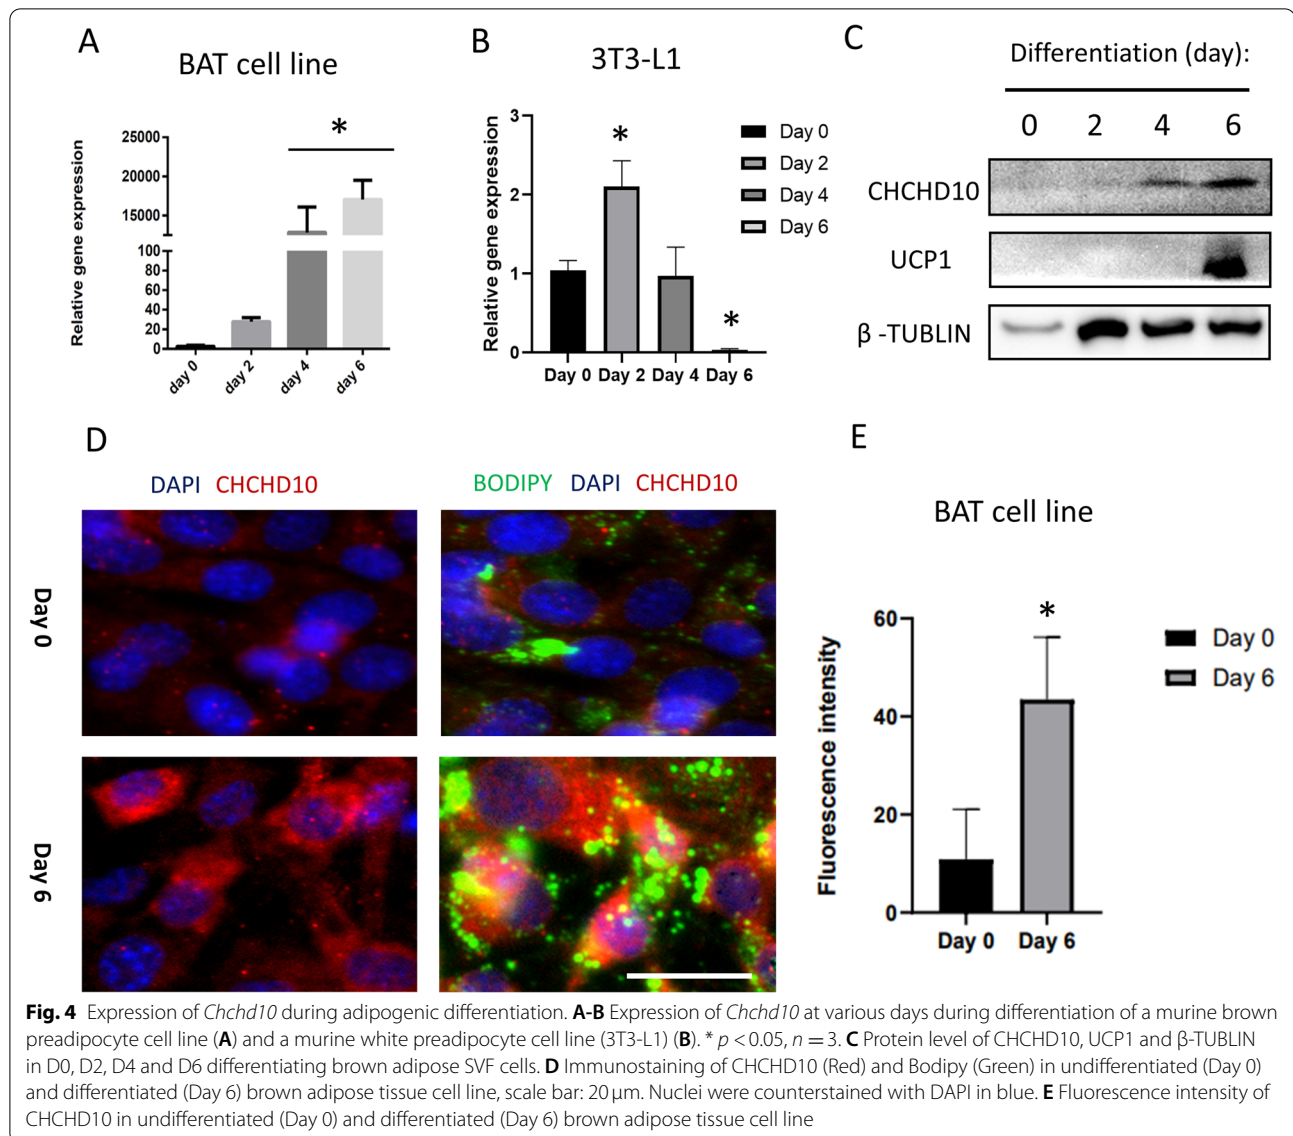 A
BAT cell line
*
Relative gene expression
25000
20000
15000
100
80
60
40
20
0
day 0
day 2
day 4
day 6
B
3T3-L1
Relative gene expression
3
2
1
0
*
*
Day 0 Day 2 Day 4 Day 6
Day 0
Day 2
Day 4
Day 6
C
Differentiation (day):
0 2 4 6
CHCHD10
UCP1
β -TUBLIN
D
DAPI CHCHD10
BODIPY DAPI CHCHD10
Day 0
Day 6
E
BAT cell line
Fluorescence intensity
60
40
20
0
*
Day 0 Day 6
Day 0
Day 6
Fig. 4 Expression of Chchd10 during adipogenic differentiation. A-B Expression of Chchd10 at various days during differentiation of a murine brown
preadipocyte cell line (A) and a murine white preadipocyte cell line (3T3-L1) (B). * p < 0.05, n = 3. C Protein level of CHCHD10, UCP1 and β-TUBLIN
in D0, D2, D4 and D6 differentiating brown adipose SVF cells. D Immunostaining of CHCHD10 (Red) and Bodipy (Green) in undifferentiated (Day 0)
and differentiated (Day 6) brown adipose tissue cell line, scale bar: 20 μm. Nuclei were counterstained with DAPI in blue. E Fluorescence intensity of
CHCHD10 in undifferentiated (Day 0) and differentiated (Day 6) brown adipose tissue cell line